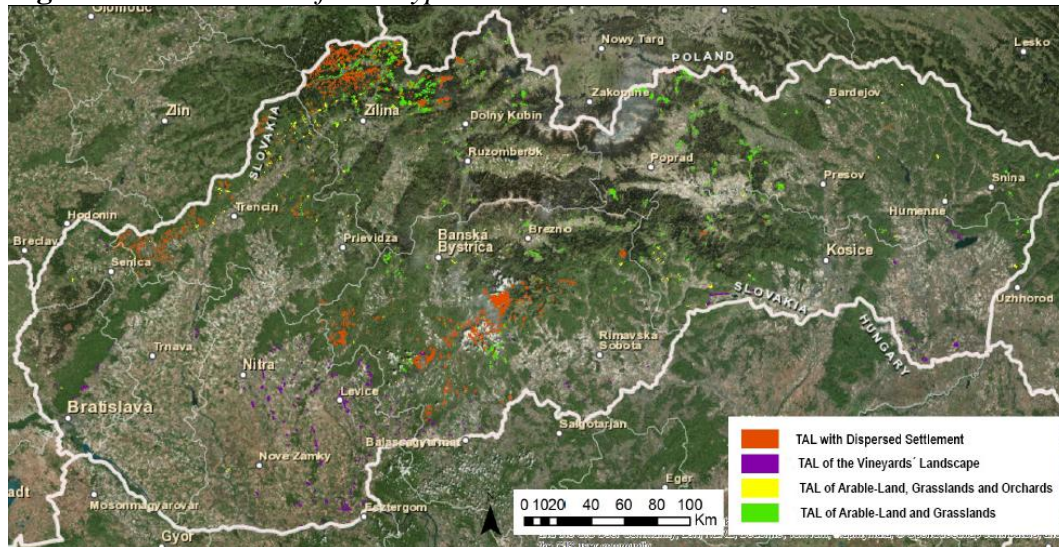 Olomouc
Nowy Targ
Lesko
POLAND
Zakopane
Bardejov
Zlin
Zilina
Dolny Kubin
SLOVAKIA
Ruzomberok
Poprad
Presov
Snina
Trencin
Humenne
Hodonin
Prievidza
Banská
Bystrica
Brezno
Breclav
Senica
Kosice
SLOVAKIA
Uzhhorod
HUNGARY
Rimavska
Sobota
Trnava
Nitra
Levice
Bratislava
Salgotarjan
Nove Zamky
Mosonmagyarovar
Eger
Esztergom
Gyor
0 10 20 40 60 80 100
Km
TAL with Dispersed Settlement
TAL of the Vineyards´ Landscape
TAL of Arable-Land, Grasslands and Orchards
TAL of Arable-Land and Grasslands